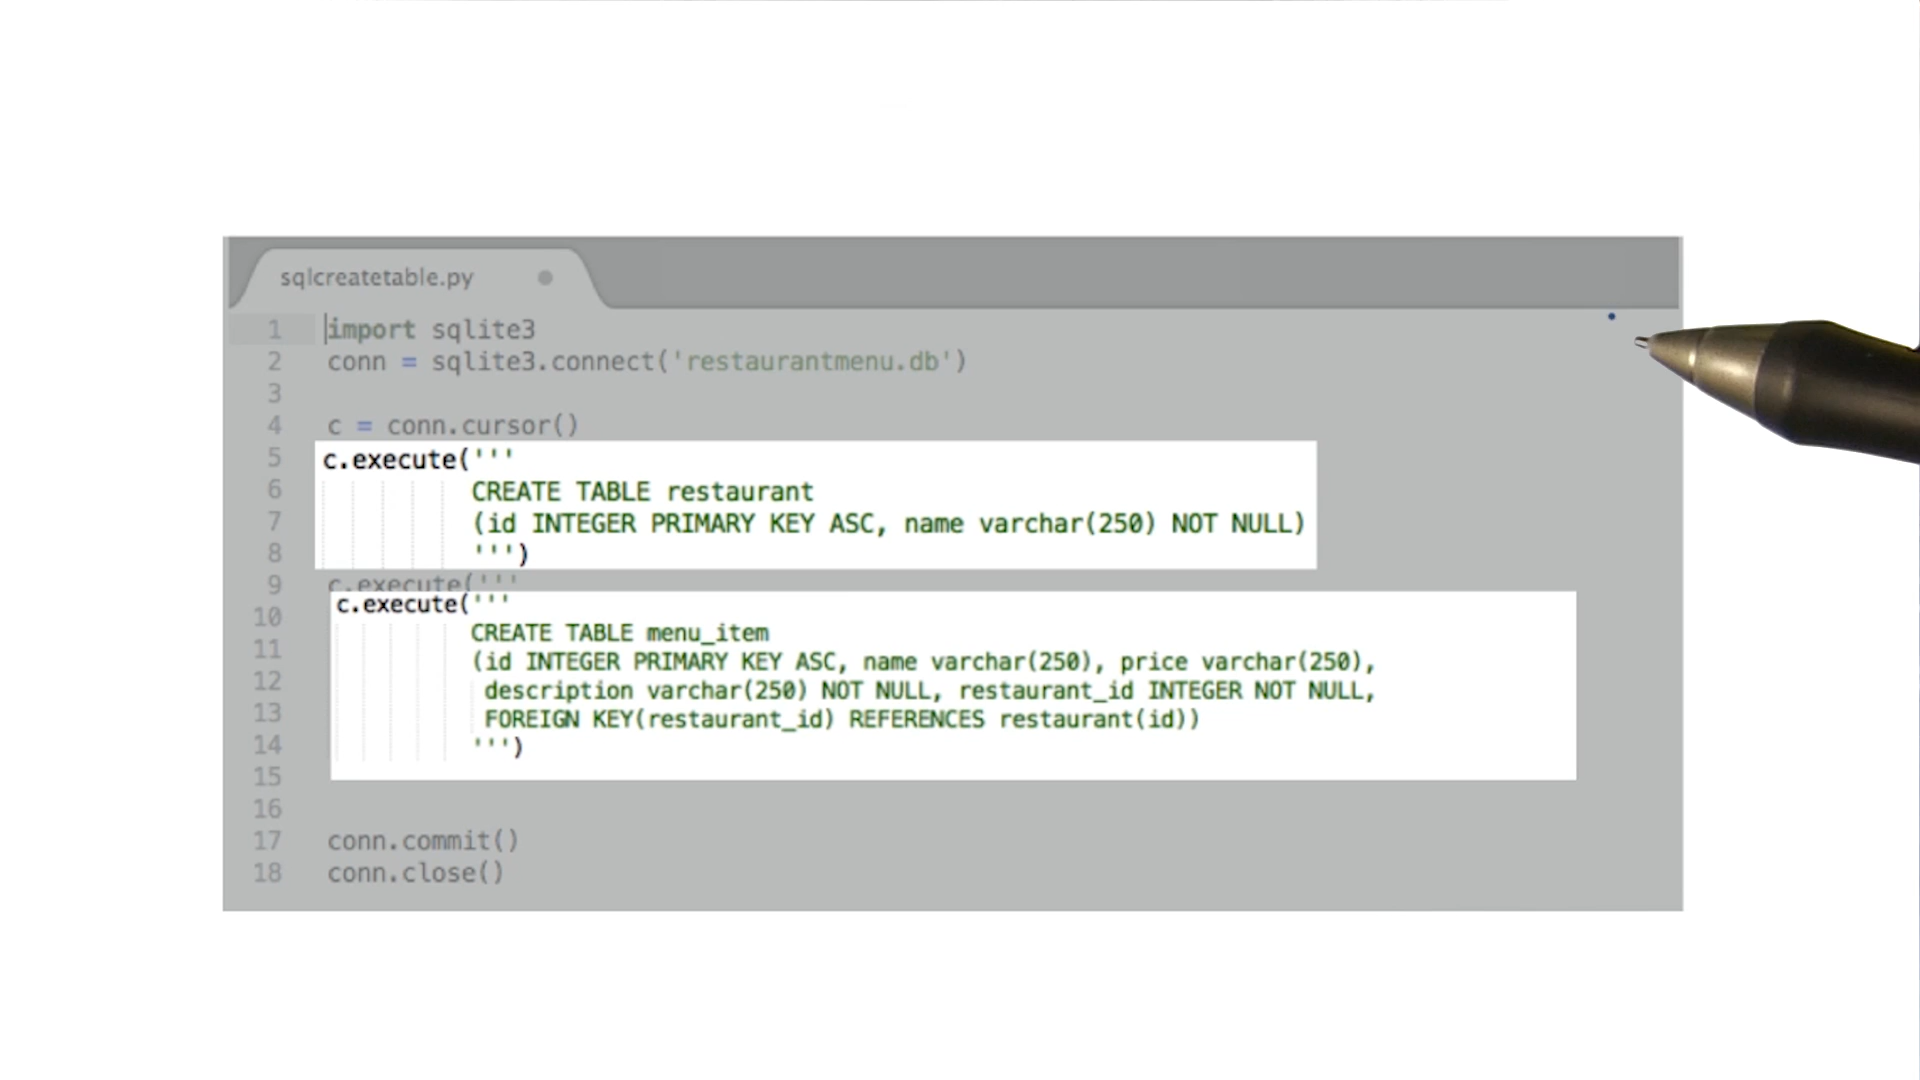 sqlcreatetable.py
1 import sqlite3
2 conn = sqlite3.connect('restaurantmenu.db')
3
4 c = conn.cursor()
5 c.execute('''
6 CREATE TABLE restaurant
7 (id INTEGER PRIMARY KEY ASC, name varchar(250) NOT NULL)
8 ''')
9 c.execute('''
c.execute('''
10 CREATE TABLE menu_item
11 (id INTEGER PRIMARY KEY ASC, name varchar(250), price varchar(250),
12 description varchar(250) NOT NULL, restaurant_id INTEGER NOT NULL,
13 FOREIGN KEY(restaurant_id) REFERENCES restaurant(id))
14 ''')
15
16
17 conn.commit()
18 conn.close()